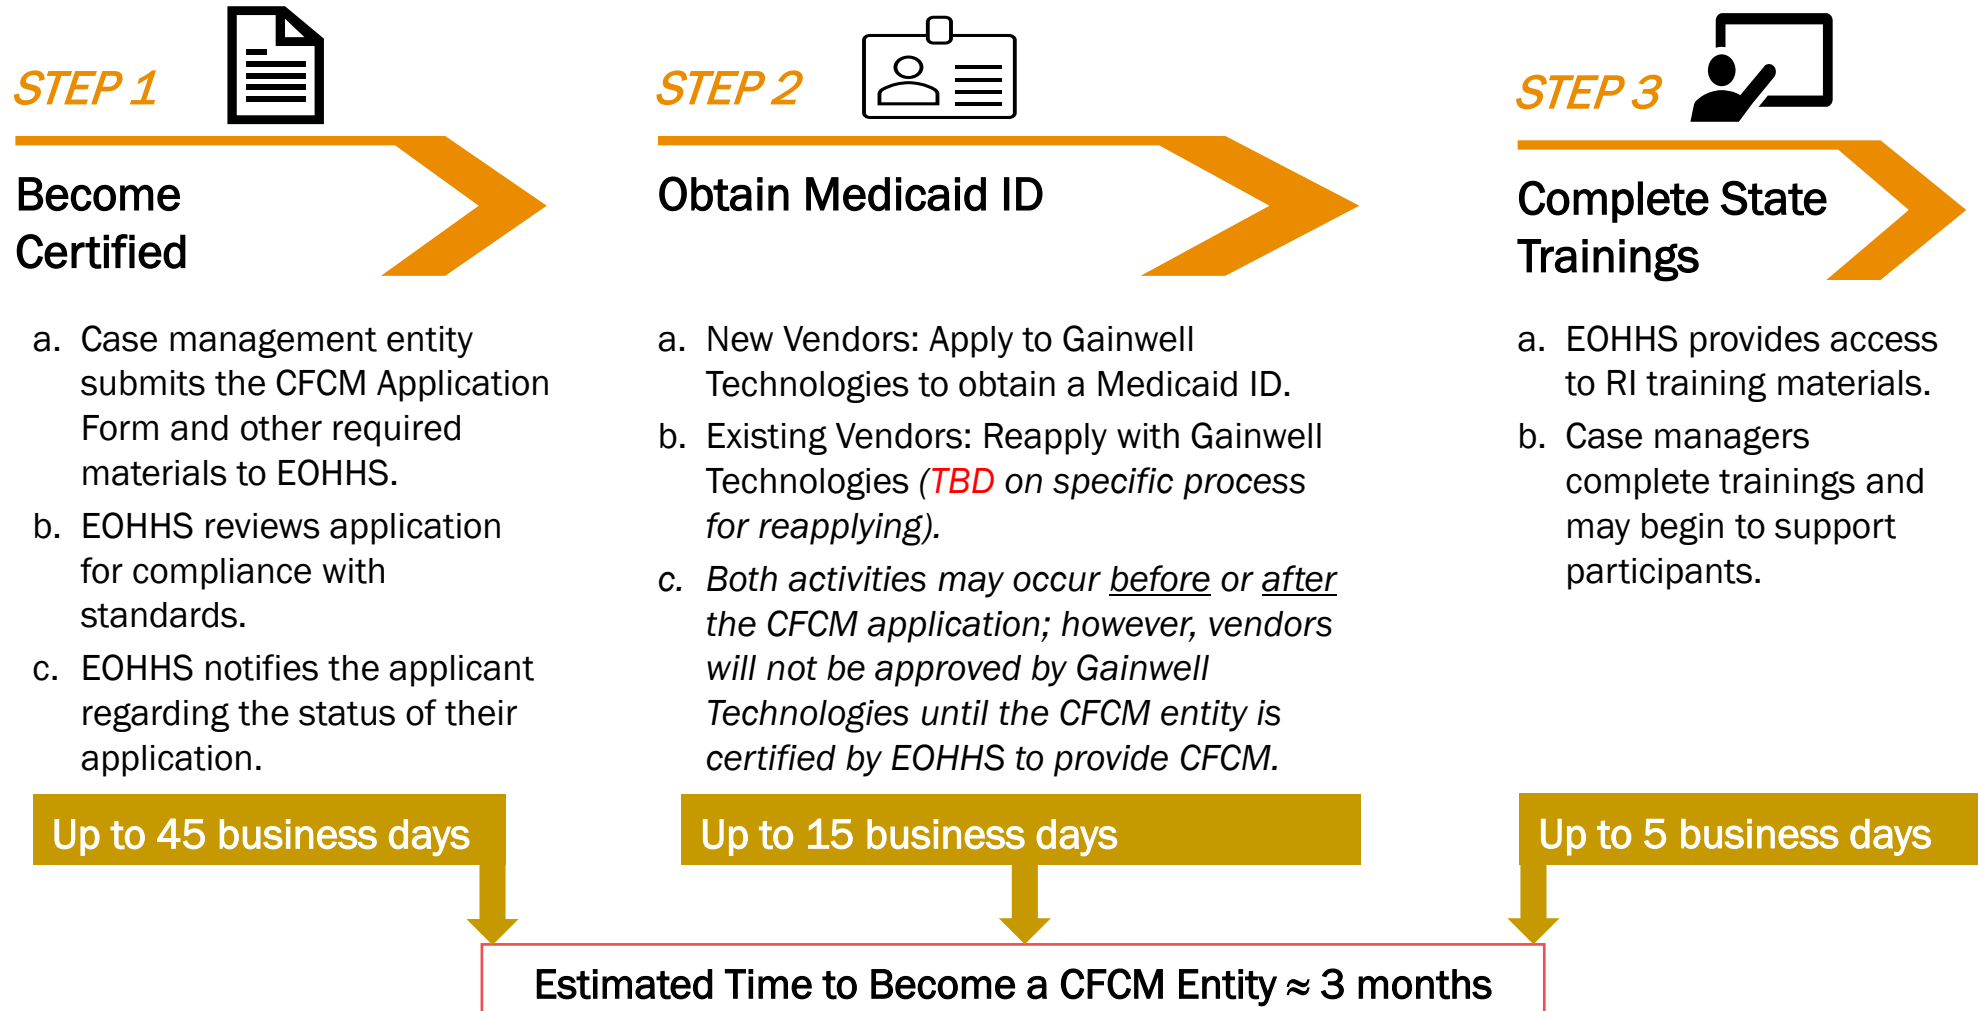 STEP 1
Become
Certified
a. Case management entity
submits the CFCM Application
Form and other required
materials to EOHHS.
b. EOHHS reviews application
for compliance with
standards.
c. EOHHS notifies the applicant
regarding the status of their
application.
Up to 45 business days
STEP 2
Obtain Medicaid ID
a. New Vendors: Apply to Gainwell
Technologies to obtain a Medicaid ID.
b. Existing Vendors: Reapply with Gainwell
Technologies (TBD on specific process
for reapplying).
c. Both activities may occur before or after
the CFCM application; however, vendors
will not be approved by Gainwell
Technologies until the CFCM entity is
certified by EOHHS to provide CFCM.
Up to 15 business days
STEP 3
Complete State
Trainings
a. EOHHS provides access
to RI training materials.
b. Case managers
complete trainings and
may begin to support
participants.
Up to 5 business days
Estimated Time to Become a CFCM Entity ≈ 3 months